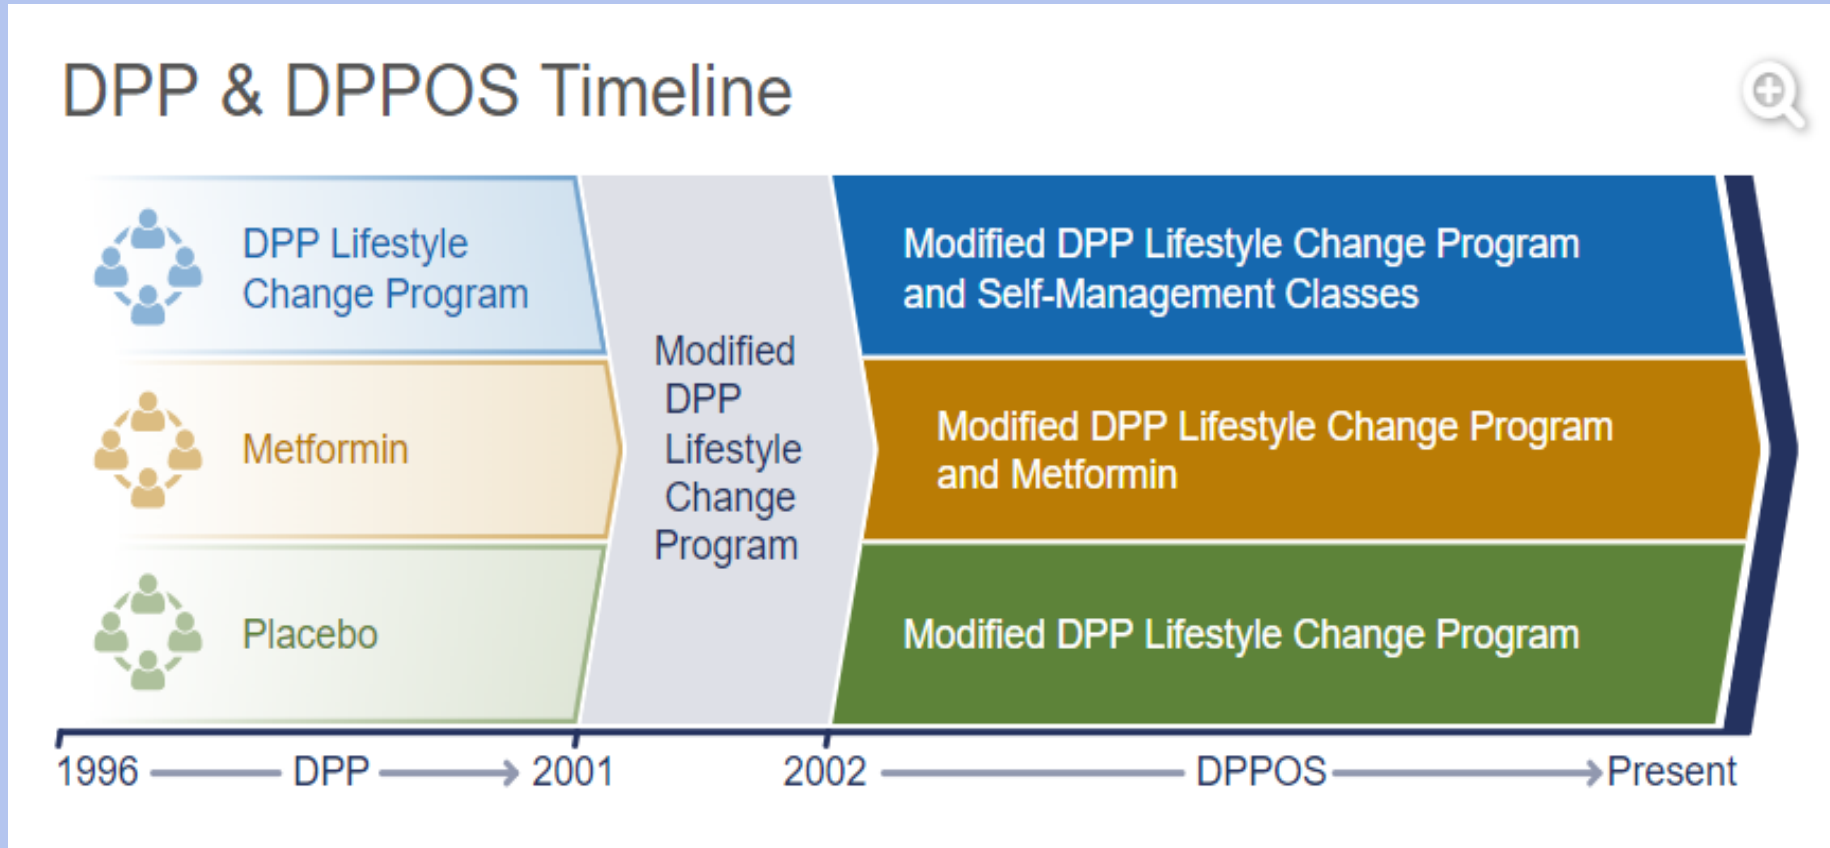 DPP & DPPOS Timeline
DPP Lifestyle
Change Program
Metformin
Placebo
Modified
DPP
Lifestyle
Change
Program
Modified DPP Lifestyle Change Program
and Self-Management Classes
Modified DPP Lifestyle Change Program
and Metformin
Modified DPP Lifestyle Change Program
1996 DPP 2001 2002 DPPOS Present